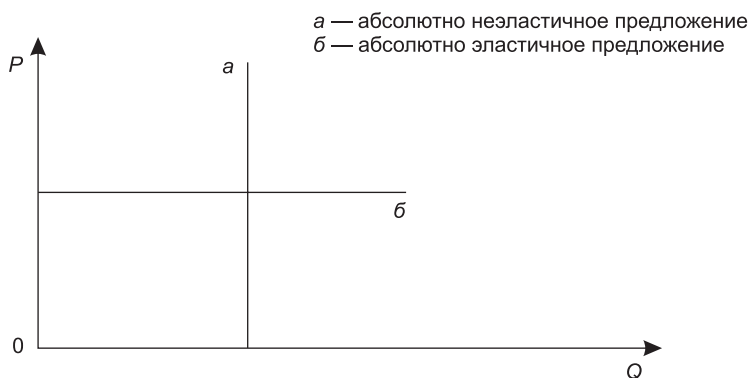 а — абсолютно неэластичное предложение
б — абсолютно эластичное предложение
P
а
б
0
Q